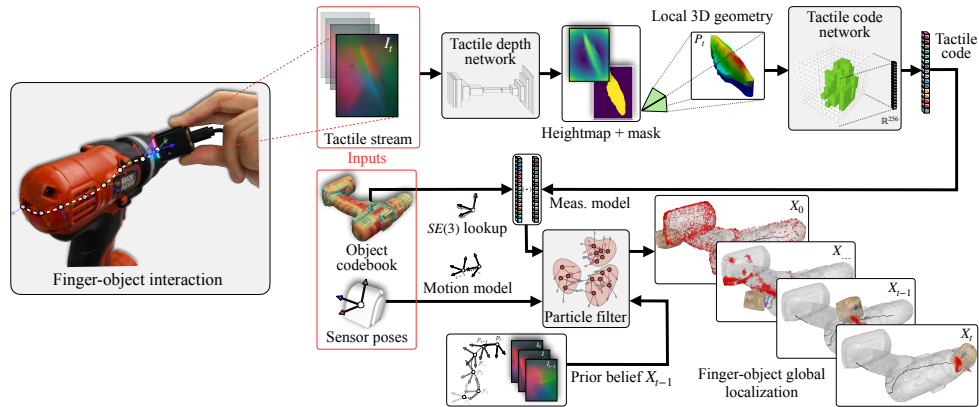 Finger-object interaction
I_t
Tactile stream
Inputs
Tactile depth
network
Heightmap + mask
Local 3D geometry
P_t
Tactile code
network
ℝ^256
Tactile
code
Object
codebook
SE(3) lookup
Meas. model
Motion model
Sensor poses
Particle filter
Prior belief X_{t−1}
X_0
X_...
X_{t−1}
X_t
Finger-object global
localization